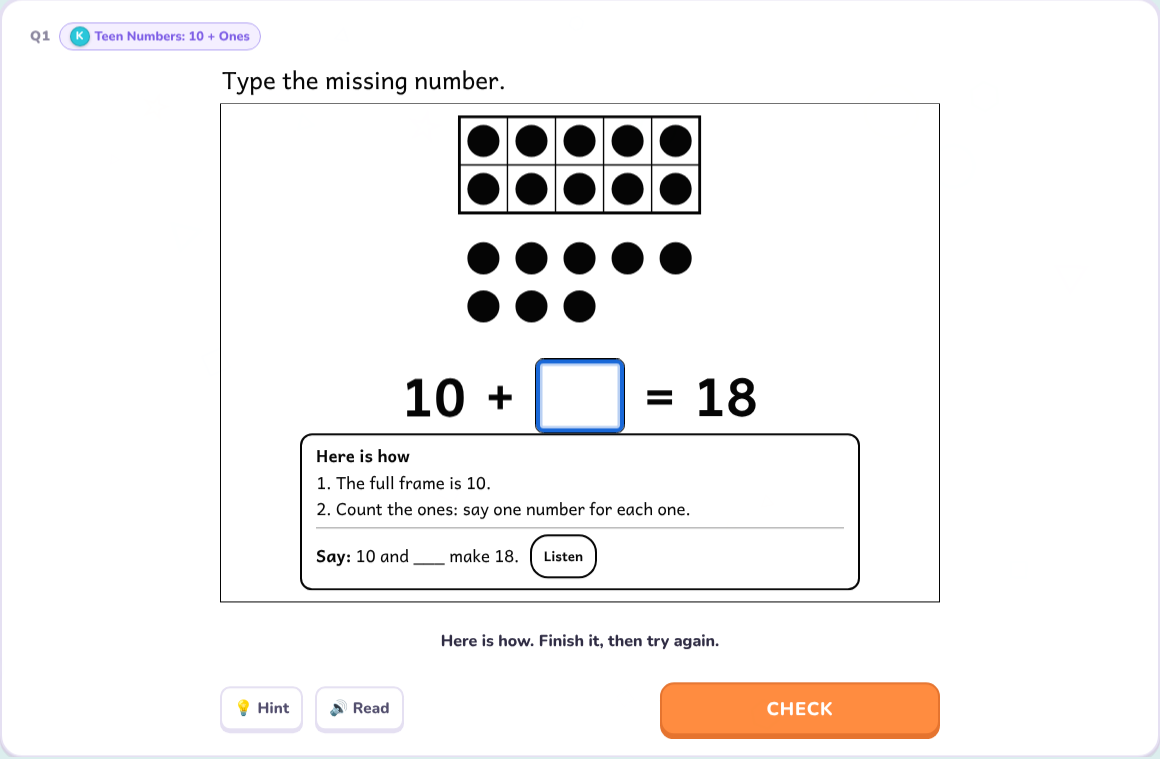 Q1 K Teen Numbers: 10 + Ones
Type the missing number.
10 + = 18
Here is how
1. The full frame is 10.
2. Count the ones: say one number for each one.
Say: 10 and ___ make 18. Listen
Here is how. Finish it, then try again.
💡 Hint 🔊 Read CHECK